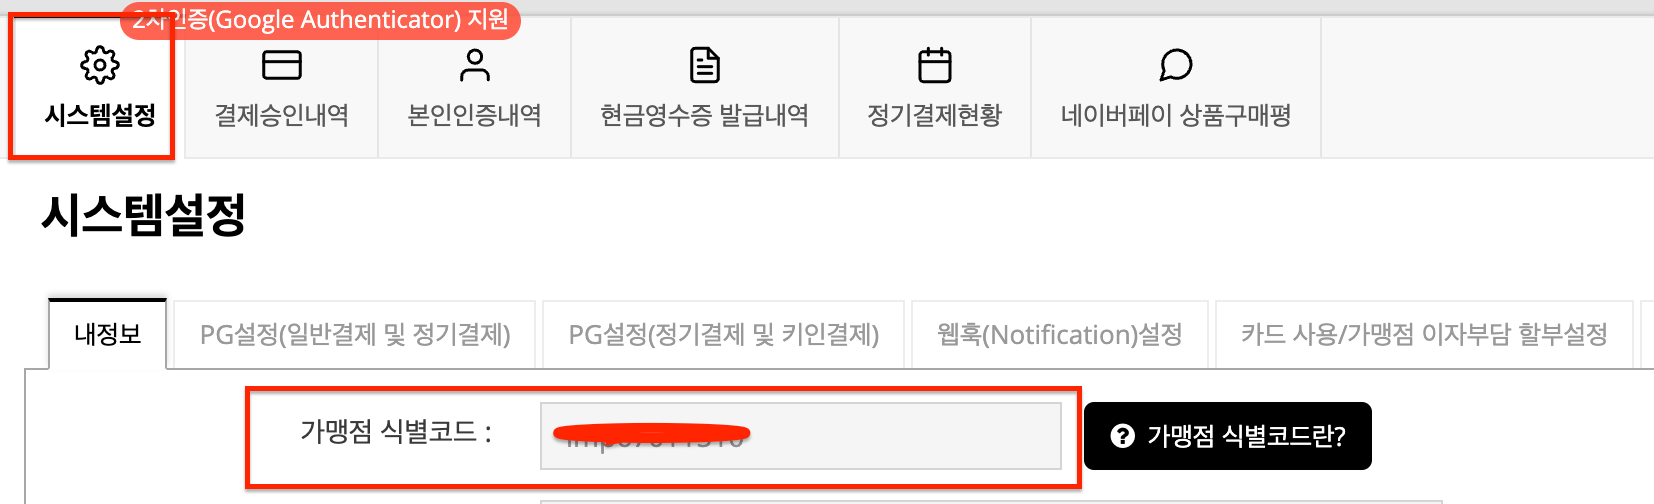 2차인증(Google Authenticator) 지원
시스템설정
결제승인내역
본인인증내역
현금영수증 발급내역
정기결제현황
네이버페이 상품구매평
시스템설정
내정보
PG설정(일반결제 및 정기결제)
PG설정(정기결제 및 키인결제)
웹훅(Notification)설정
카드 사용/가맹점 이자부담 할부설정
가맹점 식별코드 :
? 가맹점 식별코드란?